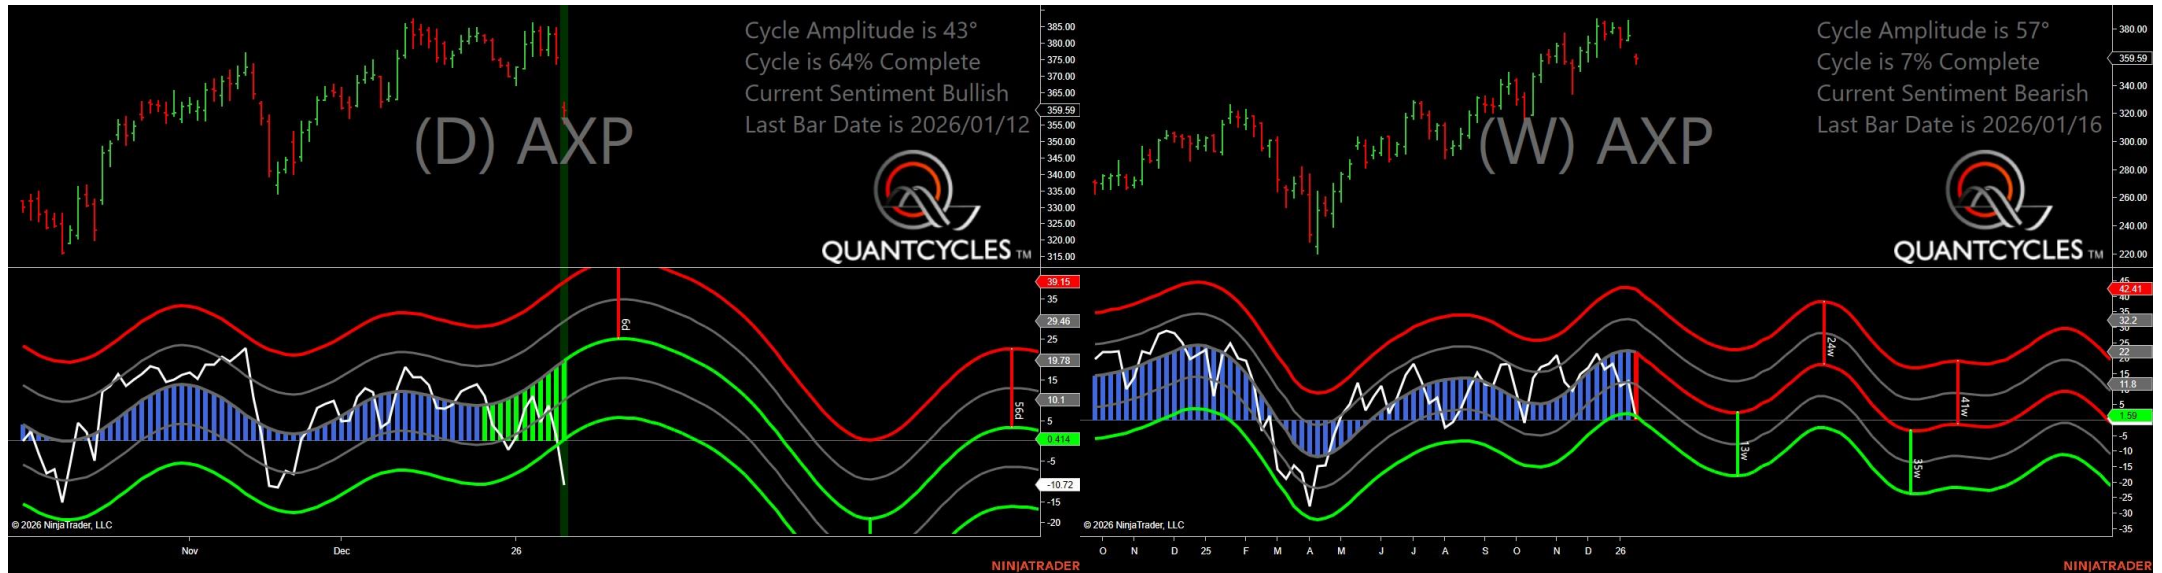 Cycle Amplitude is 43°
Cycle is 64% Complete
Current Sentiment Bullish
Last Bar Date is 2026/01/12
(D) AXP
QUANTCYCLES TM
385.00
380.00
375.00
370.00
365.00
359.59
355.00
350.00
345.00
340.00
335.00
330.00
325.00
320.00
315.00
39.15
35
29.46
25
19.78
15
10.1
5
0.414
-5
-10.72
-15
-20
6d
56d
© 2026 NinjaTrader, LLC
Nov
Dec
26
NINJATRADER
Cycle Amplitude is 57°
Cycle is 7% Complete
Current Sentiment Bearish
Last Bar Date is 2026/01/16
(W) AXP
QUANTCYCLES TM
380.00
359.59
340.00
320.00
300.00
280.00
260.00
240.00
220.00
45
42.41
35
32.2
25
22
15
11.8
5
1.59
-5
-10
-15
-20
-25
-30
-35
24w
41w
13w
35w
© 2026 NinjaTrader, LLC
O
N
D
25
F
M
A
M
J
J
A
S
O
N
D
26
NINJATRADER